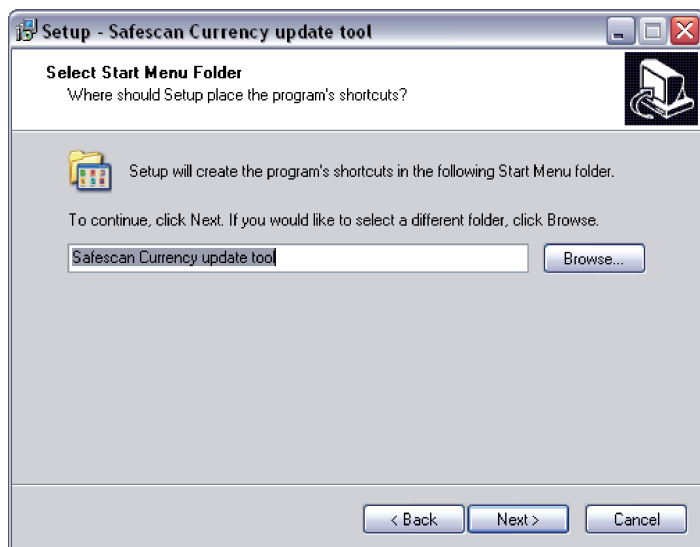 Setup - Safescan Currency update tool
Select Start Menu Folder
Where should Setup place the program's shortcuts?
Setup will create the program's shortcuts in the following Start Menu folder.
To continue, click Next. If you would like to select a different folder, click Browse.
Safescan Currency update tool
Browse...
< Back
Next >
Cancel